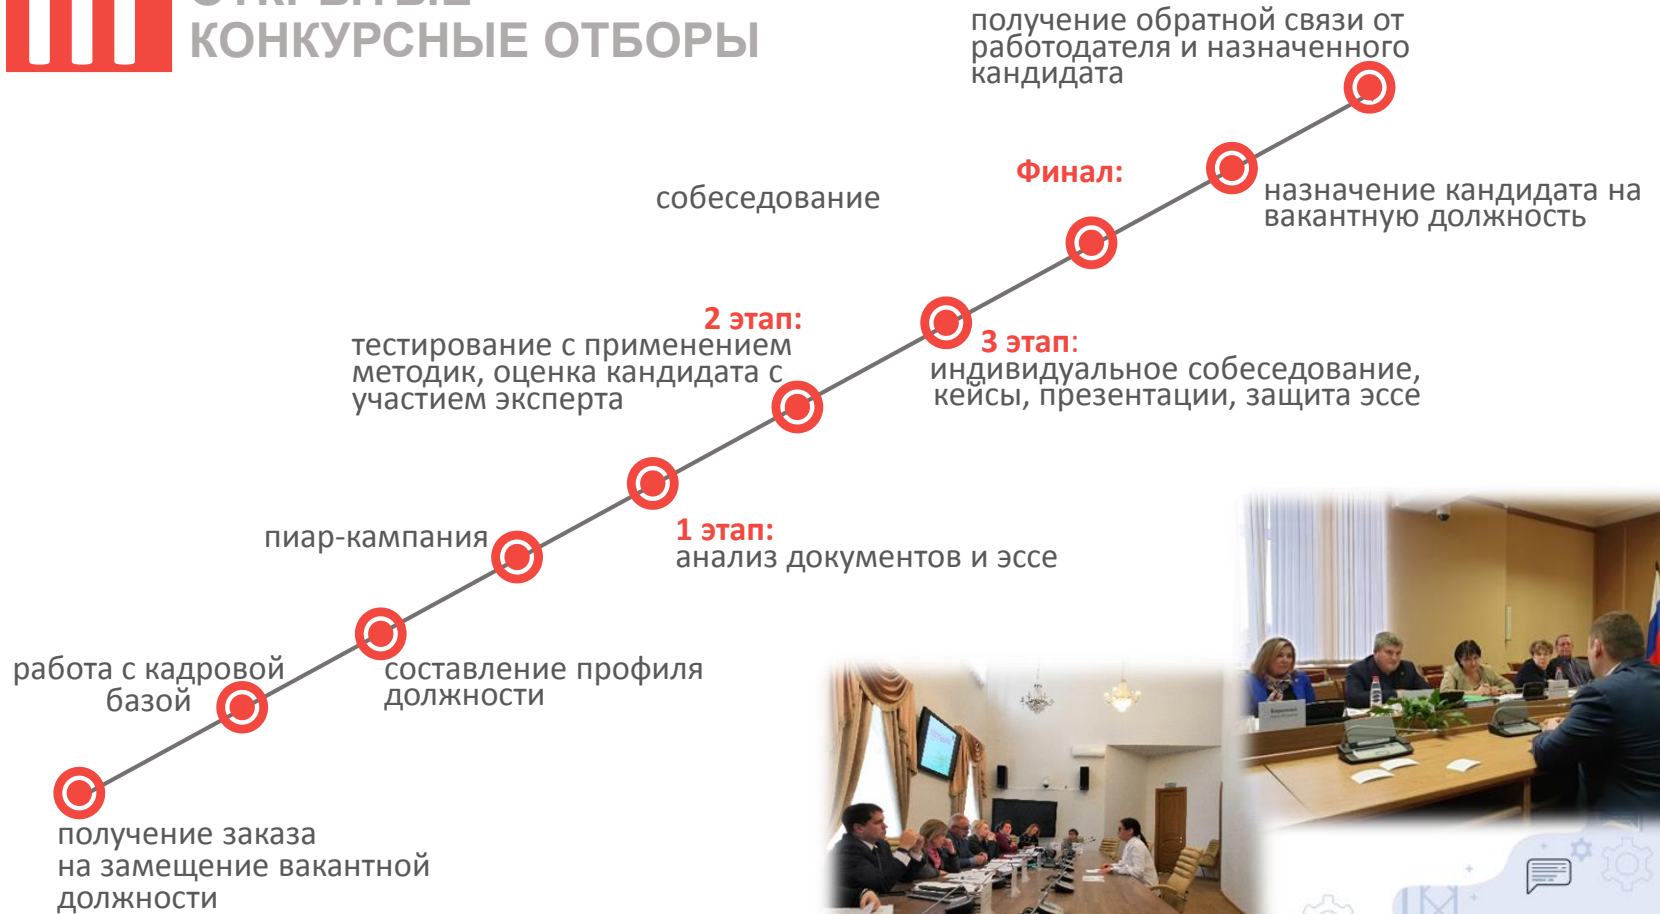 ОТКРЫТЫЕ
КОНКУРСНЫЕ ОТБОРЫ
получение обратной связи от
работодателя и назначенного
кандидата
Финал:
собеседование
назначение кандидата на
вакантную должность
2 этап:
тестирование с применением
методик, оценка кандидата с
участием эксперта
3 этап:
индивидуальное собеседование,
кейсы, презентации, защита эссе
пиар-кампания
1 этап:
анализ документов и эссе
работа с кадровой
базой
составление профиля
должности
получение заказа
на замещение вакантной
должности